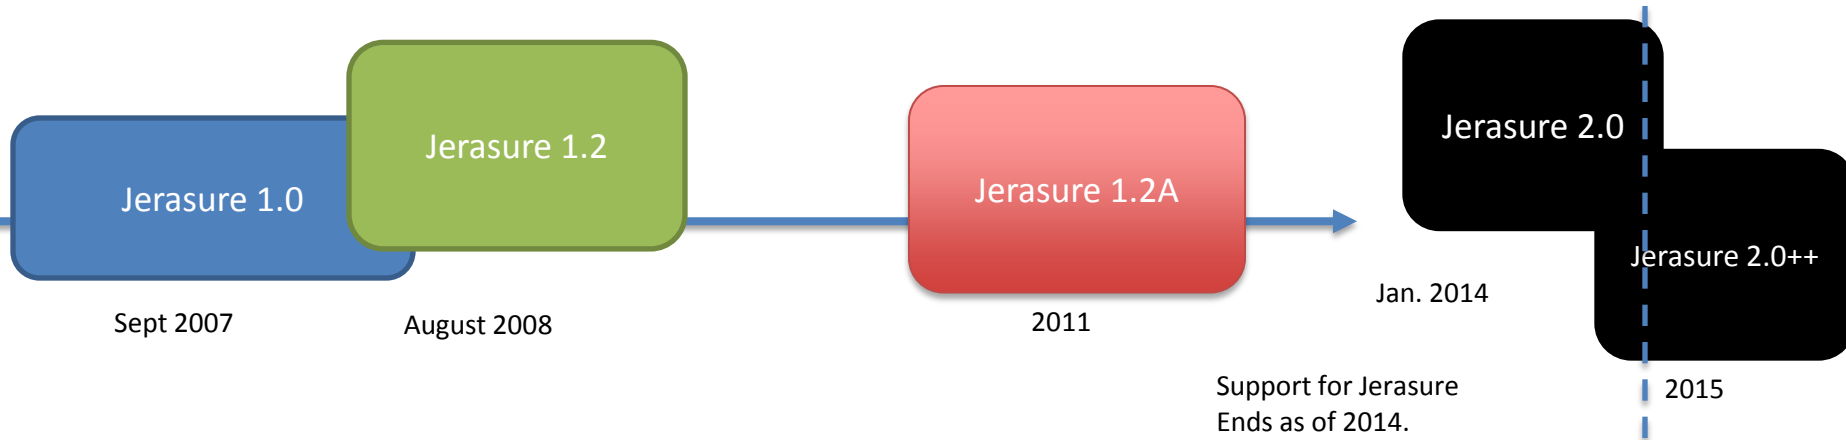 Jerasure 1.0
Jerasure 1.2
Jerasure 1.2A
Jerasure 2.0
Jerasure 2.0++
Sept 2007
August 2008
2011
Jan. 2014
Support for Jerasure
Ends as of 2014.
2015